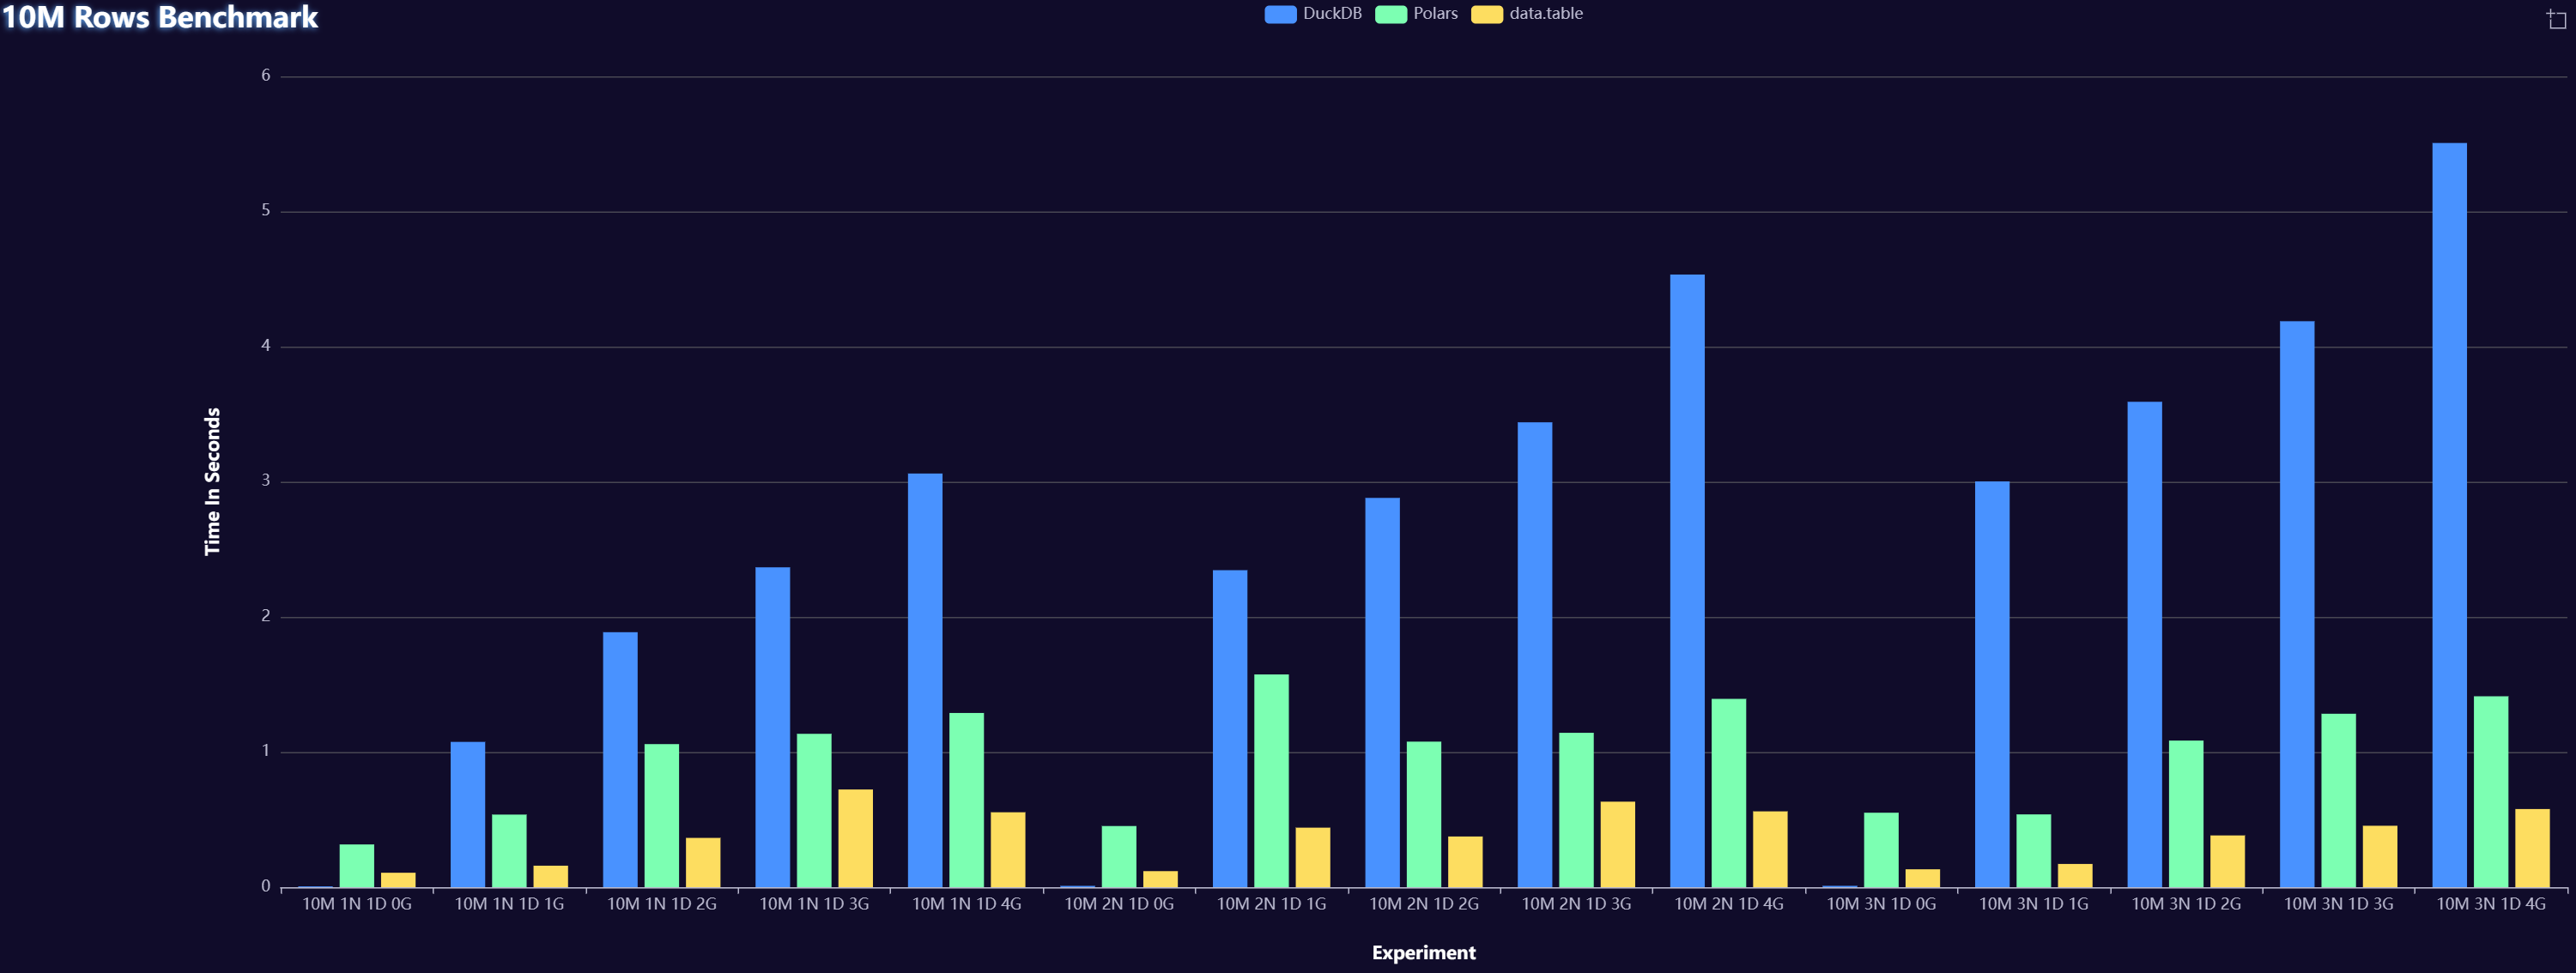 10M Rows Benchmark
DuckDB Polars data.table
6
5
4
3
2
1
0
Time In Seconds
10M 1N 1D 0G 10M 1N 1D 1G 10M 1N 1D 2G 10M 1N 1D 3G 10M 1N 1D 4G 10M 2N 1D 0G 10M 2N 1D 1G 10M 2N 1D 2G 10M 2N 1D 3G 10M 2N 1D 4G 10M 3N 1D 0G 10M 3N 1D 1G 10M 3N 1D 2G 10M 3N 1D 3G 10M 3N 1D 4G
Experiment